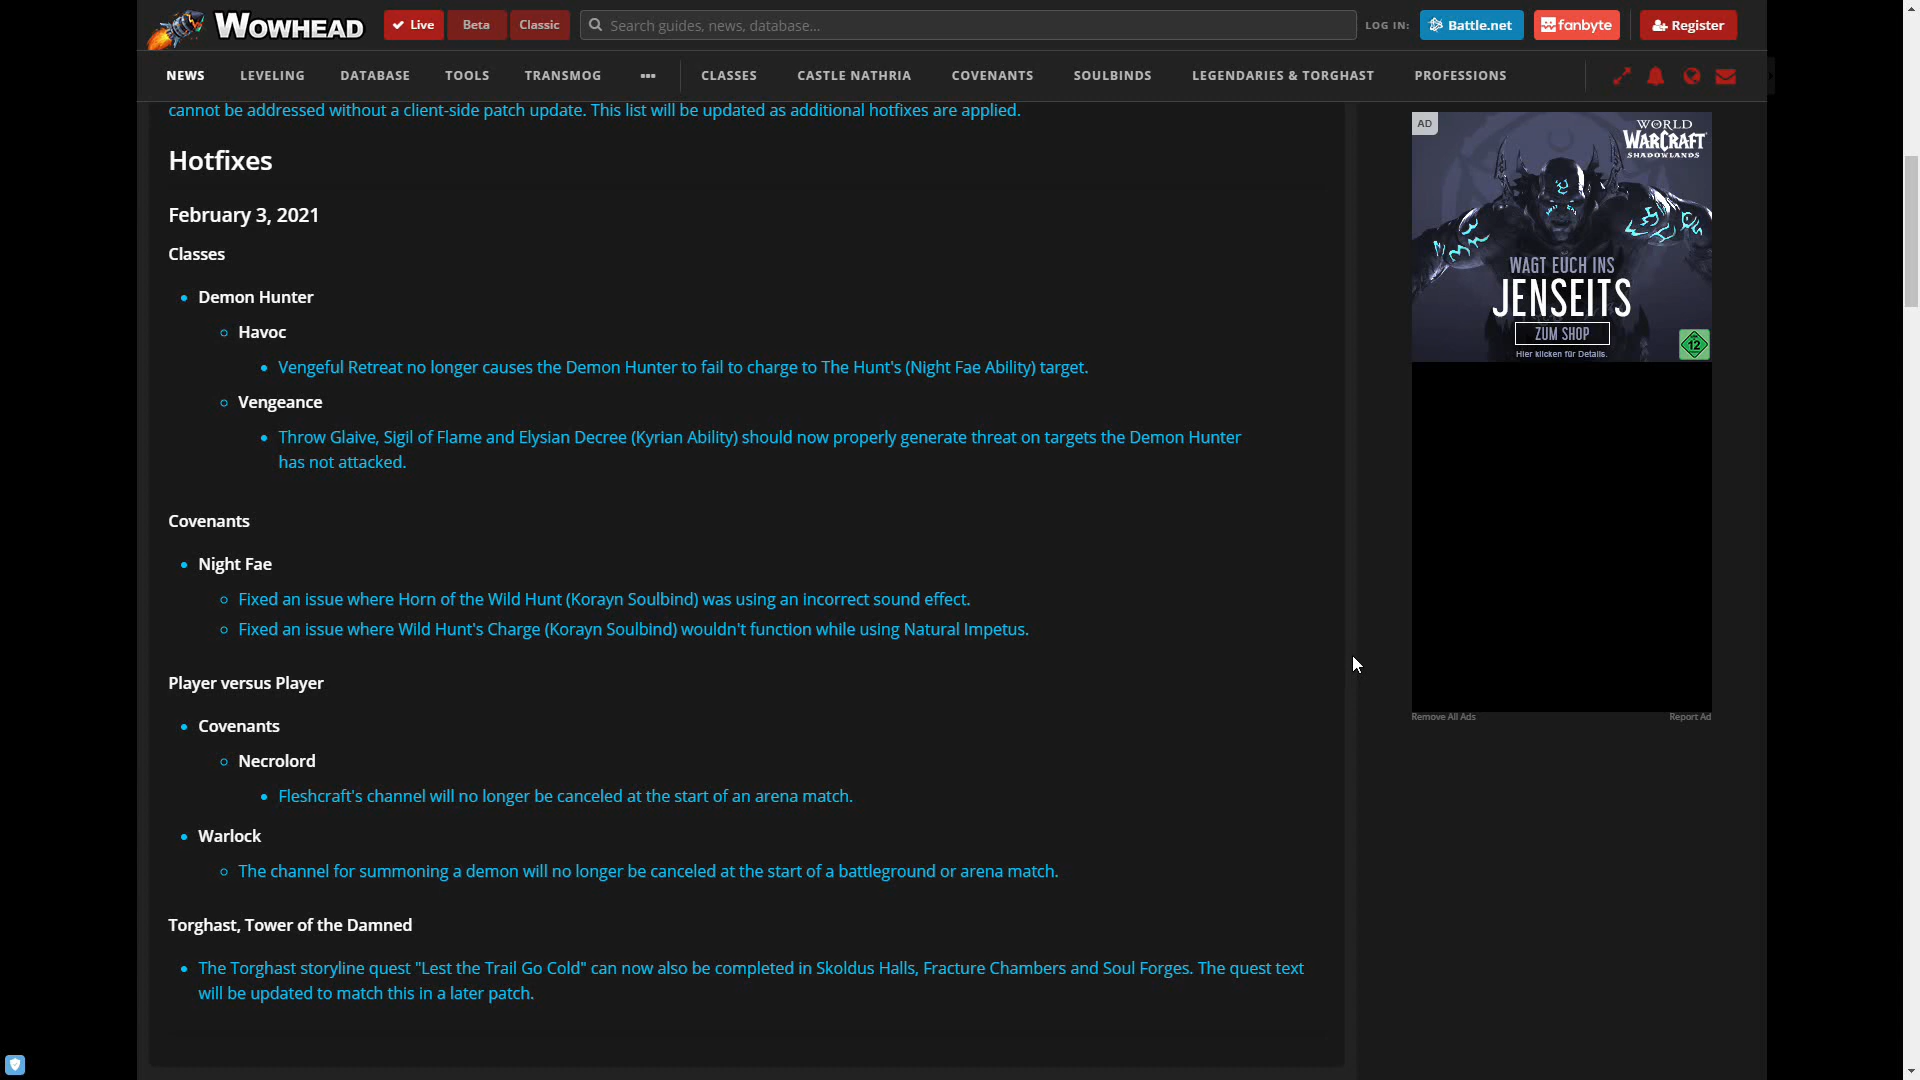 WOWHEAD
Live
Beta
Classic
Search guides, news, database...
LOG IN:
Battle.net
fanbyte
Register
NEWS
LEVELING
DATABASE
TOOLS
TRANSMOG
CLASSES
CASTLE NATHRIA
COVENANTS
SOULBINDS
LEGENDARIES & TORGHAST
PROFESSIONS
cannot be addressed without a client-side patch update. This list will be updated as additional hotfixes are applied.
Hotfixes
February 3, 2021
Classes
Demon Hunter
Havoc
Vengeful Retreat no longer causes the Demon Hunter to fail to charge to The Hunt's (Night Fae Ability) target.
Vengeance
Throw Glaive, Sigil of Flame and Elysian Decree (Kyrian Ability) should now properly generate threat on targets the Demon Hunter
has not attacked.
Covenants
Night Fae
Fixed an issue where Horn of the Wild Hunt (Korayn Soulbind) was using an incorrect sound effect.
Fixed an issue where Wild Hunt's Charge (Korayn Soulbind) wouldn't function while using Natural Impetus.
Player versus Player
Covenants
Necrolord
Fleshcraft's channel will no longer be canceled at the start of an arena match.
Warlock
The channel for summoning a demon will no longer be canceled at the start of a battleground or arena match.
Torghast, Tower of the Damned
The Torghast storyline quest "Lest the Trail Go Cold" can now also be completed in Skoldus Halls, Fracture Chambers and Soul Forges. The quest text
will be updated to match this in a later patch.
AD
WORLD
WARCRAFT
SHADOWLANDS
WAGT EUCH INS
JENSEITS
ZUM SHOP
Hier klicken für Details.
12
Remove All Ads
Report Ad